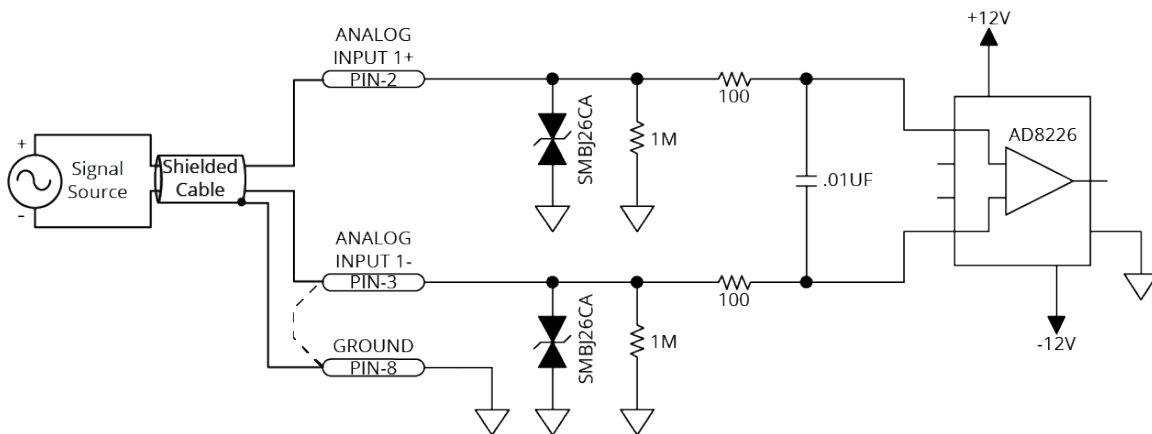 ANALOG
INPUT 1+
PIN-2
+
Signal
Source
-
Shielded
Cable
SMBJ26CA
1M
100
.01UF
+12V
AD8226
-12V
ANALOG
INPUT 1-
PIN-3
SMBJ26CA
1M
100
GROUND
PIN-8